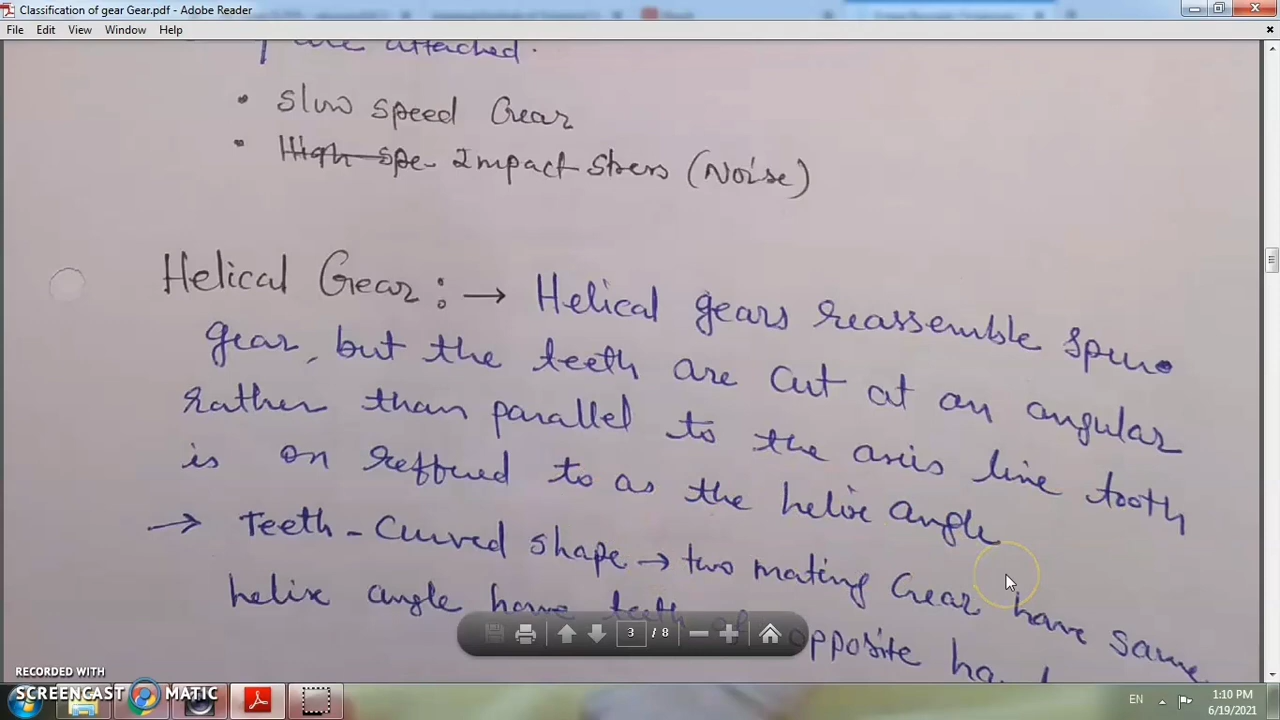 Classification of gear Gear.pdf - Adobe Reader
File Edit View Window Help
are attached.
• Slow speed Gear
• High spe- Impact stress (Noise)
Helical Gear : → Helical gears reassemble spur
gear, but the teeth are cut at an angular
rather than parallel to the axis line tooth
is on reffured to as the helix angle
→ Teeth - Curved shape → two mating Gear have same
helix angle have teeth of opposite
3 / 8
RECORDED WITH
SCREENCAST MATIC
EN
1:10 PM
6/19/2021